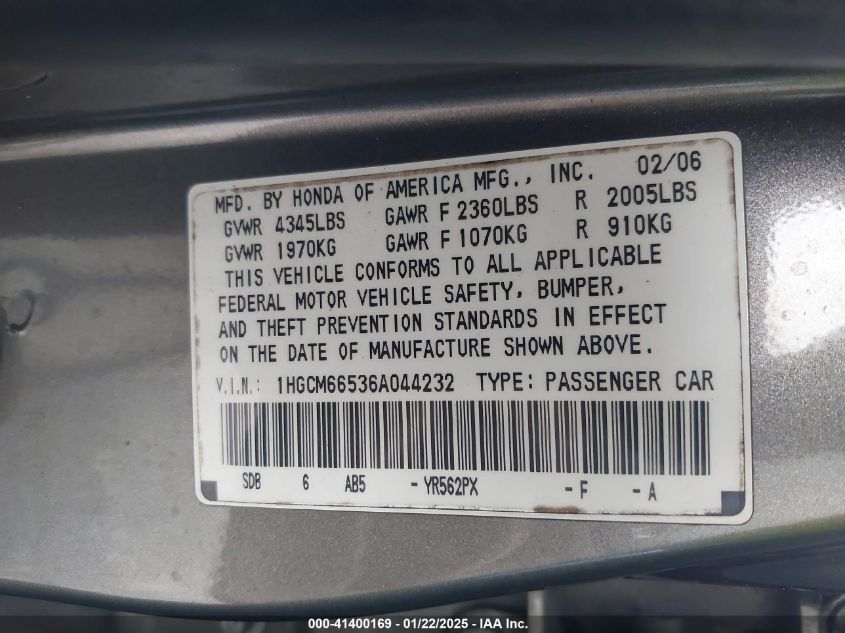 MFD. BY HONDA OF AMERICA MFG., INC. 02/06
GVWR 4345LBS GAWR F 2360LBS R 2005LBS
GVWR 1970KG GAWR F 1070KG R 910KG
THIS VEHICLE CONFORMS TO ALL APPLICABLE
FEDERAL MOTOR VEHICLE SAFETY, BUMPER,
AND THEFT PREVENTION STANDARDS IN EFFECT
ON THE DATE OF MANUFACTURE SHOWN ABOVE.
V.I.N.: 1HGCM66536A044232 TYPE: PASSENGER CAR
SDB 6 AB5 - YR562PX - F - A
000-41400169 - 01/22/2025 - IAA Inc.